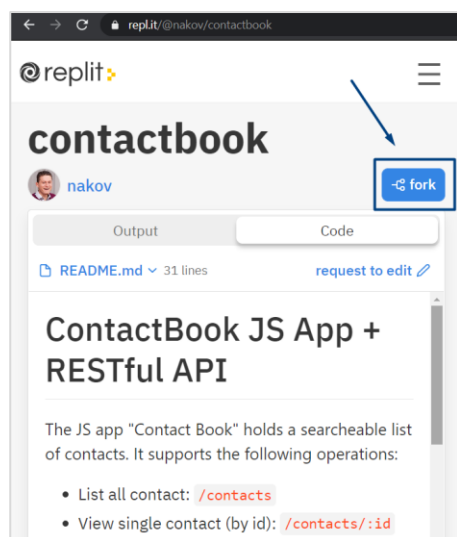 repl.it/@nakov/contactbook
replit
contactbook
nakov
fork
Output Code
README.md 31 lines request to edit
ContactBook JS App +
RESTful API
The JS app "Contact Book" holds a searcheable list
of contacts. It supports the following operations:
• List all contact: /contacts
• View single contact (by id): /contacts/:id